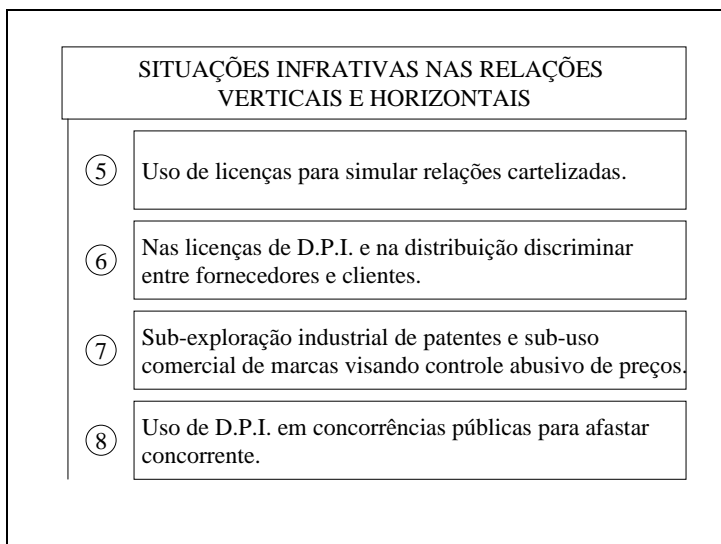 SITUAÇÕES INFRATIVAS NAS RELAÇÕES
VERTICAIS E HORIZONTAIS
5 Uso de licenças para simular relações cartelizadas.
6 Nas licenças de D.P.I. e na distribuição discriminar
entre fornecedores e clientes.
7 Sub-exploração industrial de patentes e sub-uso
comercial de marcas visando controle abusivo de preços.
8 Uso de D.P.I. em concorrências públicas para afastar
concorrente.